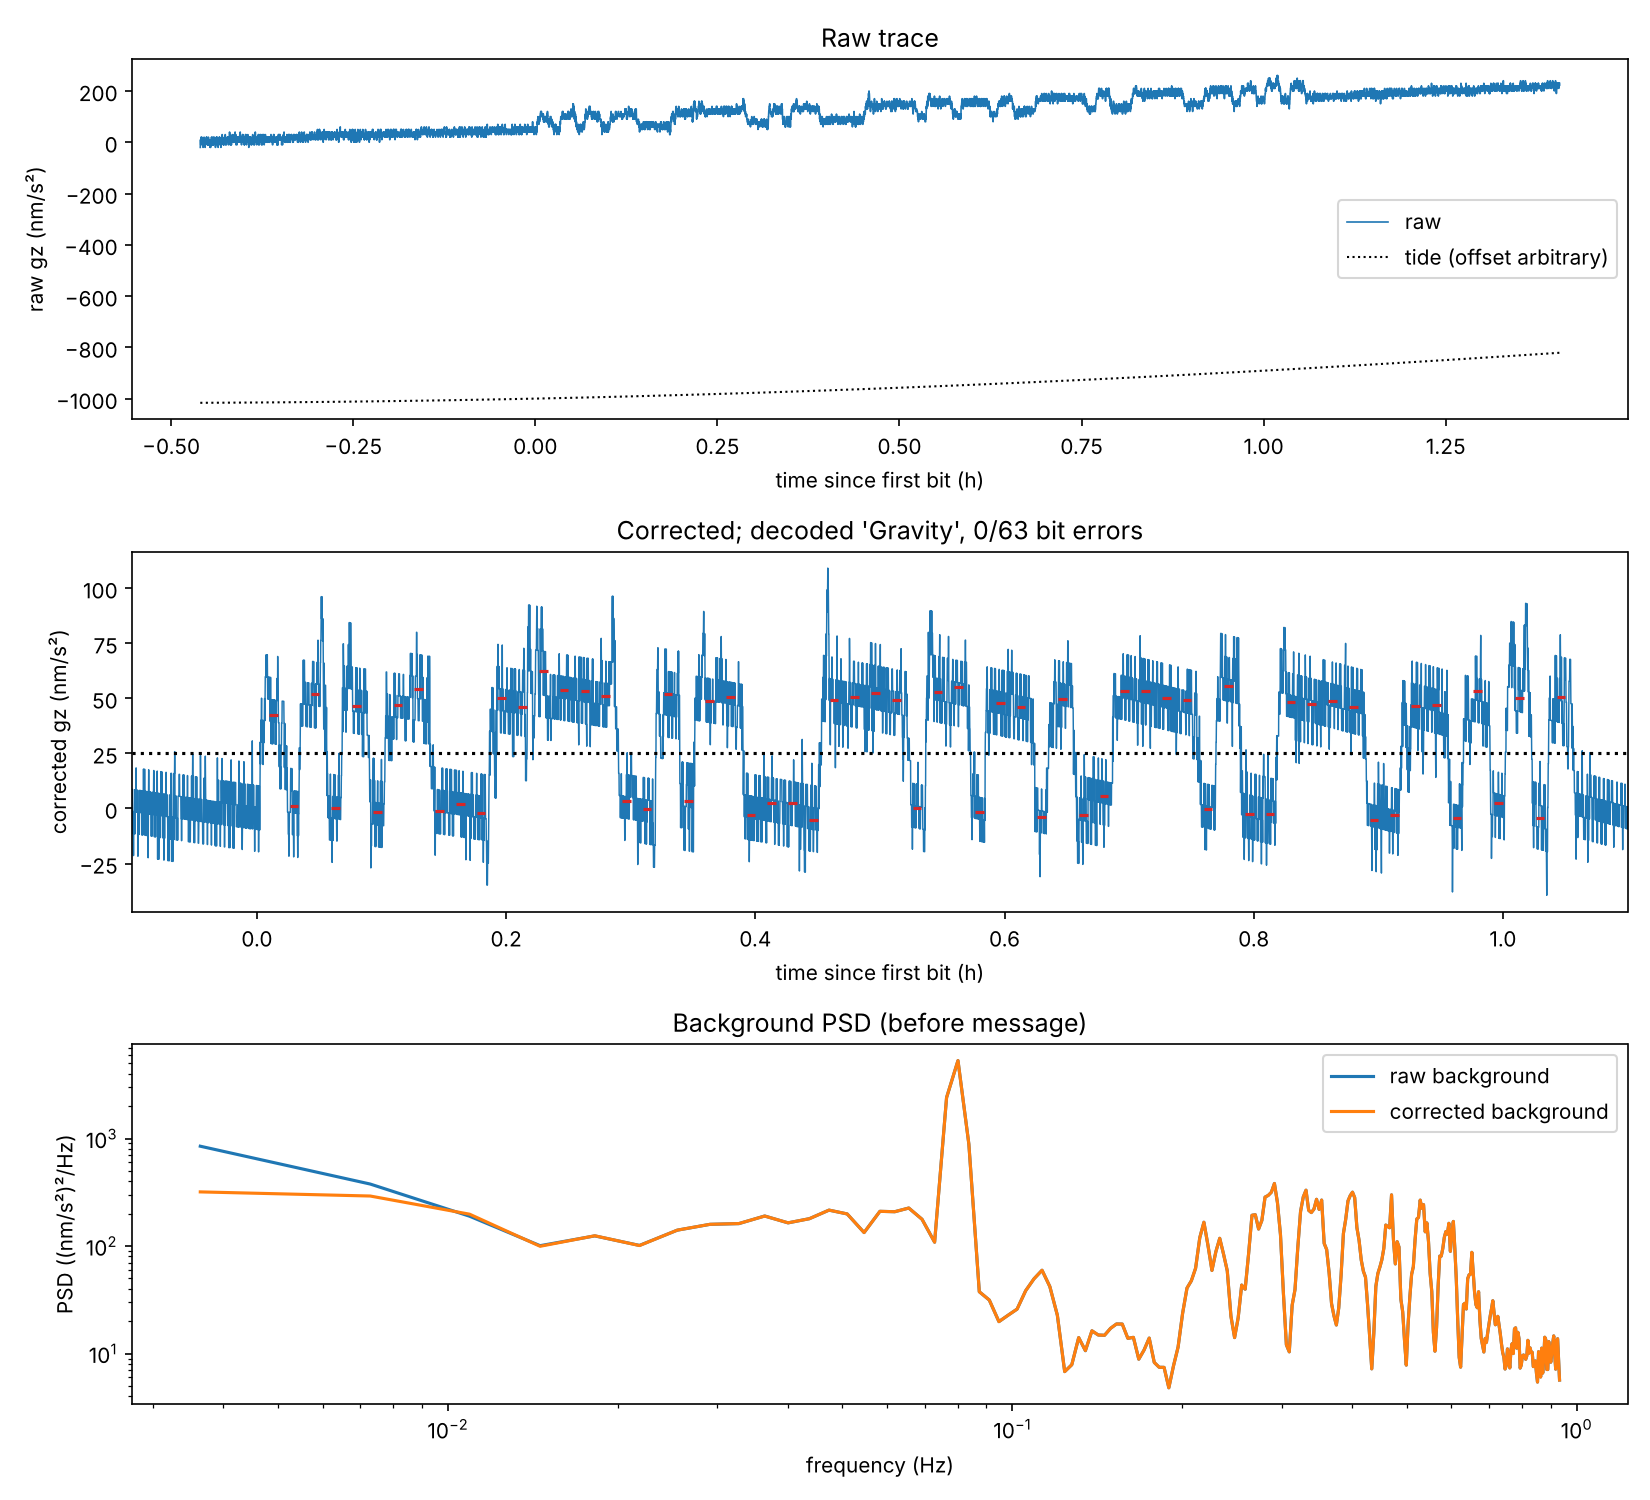 Raw trace
raw gz (nm/s²)
200
0
−200
−400
−600
−800
−1000
raw
tide (offset arbitrary)
−0.50 −0.25 0.00 0.25 0.50 0.75 1.00 1.25
time since first bit (h)
Corrected; decoded 'Gravity', 0/63 bit errors
corrected gz (nm/s²)
100
75
50
25
0
−25
0.0 0.2 0.4 0.6 0.8 1.0
time since first bit (h)
Background PSD (before message)
PSD ((nm/s²)²/Hz)
10³
10²
10¹
raw background
corrected background
10⁻² 10⁻¹ 10⁰
frequency (Hz)